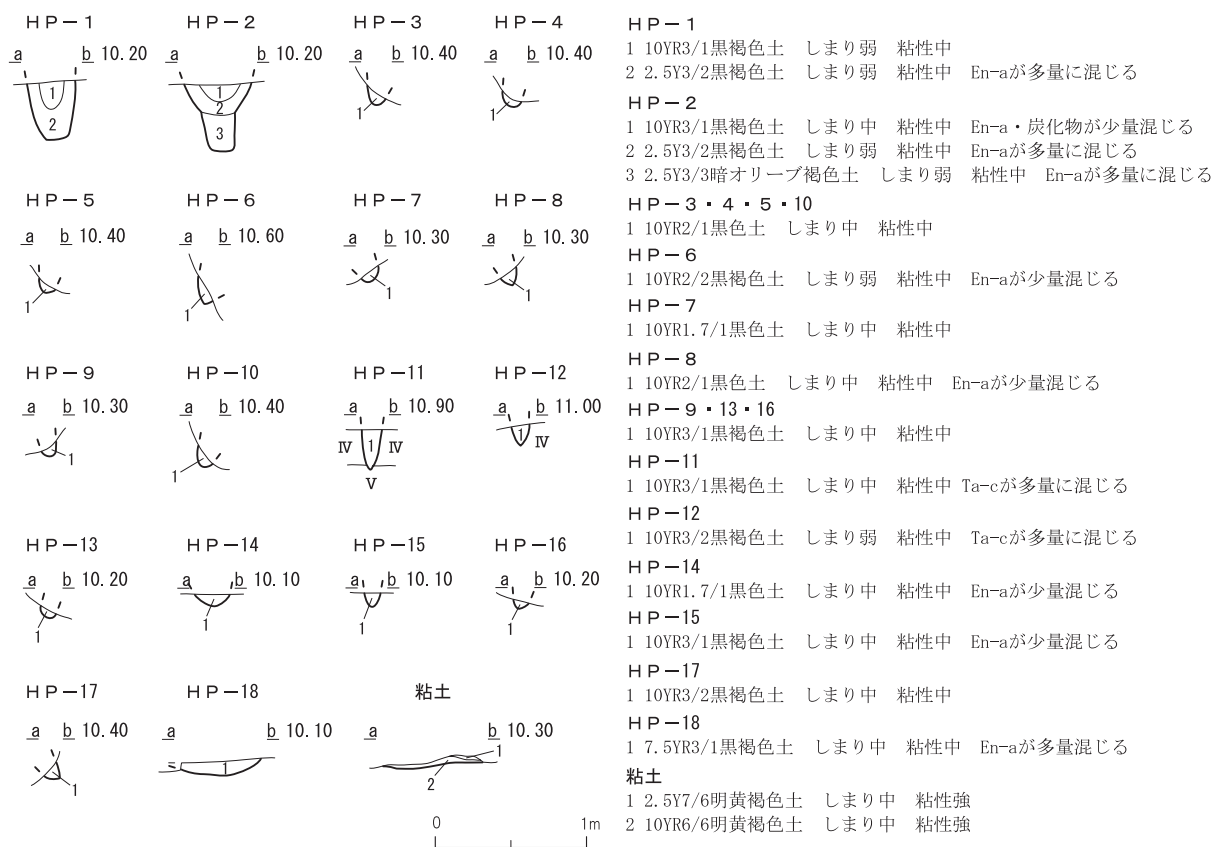 HP－1
a b 10.20
1
2
HP－2
a b 10.20
1
2
3
HP－3
a b 10.40
1
HP－4
a b 10.40
1
HP－5
a b 10.40
1
HP－6
a b 10.60
1
HP－7
a b 10.30
1
HP－8
a b 10.30
1
HP－9
a b 10.30
1
HP－10
a b 10.40
1
HP－11
a b 10.90
Ⅳ 1 Ⅳ
Ⅴ
HP－12
a b 11.00
1 Ⅳ
HP－13
a b 10.20
1
HP－14
a b 10.10
1
HP－15
a b 10.10
1
HP－16
a b 10.20
1
HP－17
a b 10.40
1
HP－18
a b 10.10
1
粘土
a b 10.30
1
2
0 1m
HP－1
1 10YR3/1黒褐色土　しまり弱　粘性中
2 2.5Y3/2黒褐色土　しまり弱　粘性中　En-aが多量に混じる
HP－2
1 10YR3/1黒褐色土　しまり中　粘性中　En-a・炭化物が少量混じる
2 2.5Y3/2黒褐色土　しまり弱　粘性中　En-aが多量に混じる
3 2.5Y3/3暗オリーブ褐色土　しまり弱　粘性中　En-aが多量に混じる
HP－3・4・5・10
1 10YR2/1黒色土　しまり中　粘性中
HP－6
1 10YR2/2黒褐色土　しまり弱　粘性中　En-aが少量混じる
HP－7
1 10YR1.7/1黒色土　しまり中　粘性中
HP－8
1 10YR2/1黒色土　しまり中　粘性中　En-aが少量混じる
HP－9・13・16
1 10YR3/1黒褐色土　しまり中　粘性中
HP－11
1 10YR3/1黒褐色土　しまり中　粘性中 Ta-cが多量に混じる
HP－12
1 10YR3/2黒褐色土　しまり弱　粘性中　Ta-cが多量に混じる
HP－14
1 10YR1.7/1黒色土　しまり中　粘性中　En-aが少量混じる
HP－15
1 10YR3/1黒褐色土　しまり中　粘性中　En-aが少量混じる
HP－17
1 10YR3/2黒褐色土　しまり中　粘性中
HP－18
1 7.5YR3/1黒褐色土　しまり中　粘性中　En-aが多量混じる
粘土
1 2.5Y7/6明黄褐色土　しまり中　粘性強
2 10YR6/6明黄褐色土　しまり中　粘性強